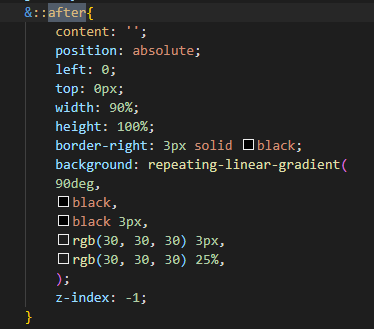 &::after{
content: '';
position: absolute;
left: 0;
top: 0px;
width: 90%;
height: 100%;
border-right: 3px solid black;
background: repeating-linear-gradient(
90deg,
black,
black 3px,
rgb(30, 30, 30) 3px,
rgb(30, 30, 30) 25%,
);
z-index: -1;
}